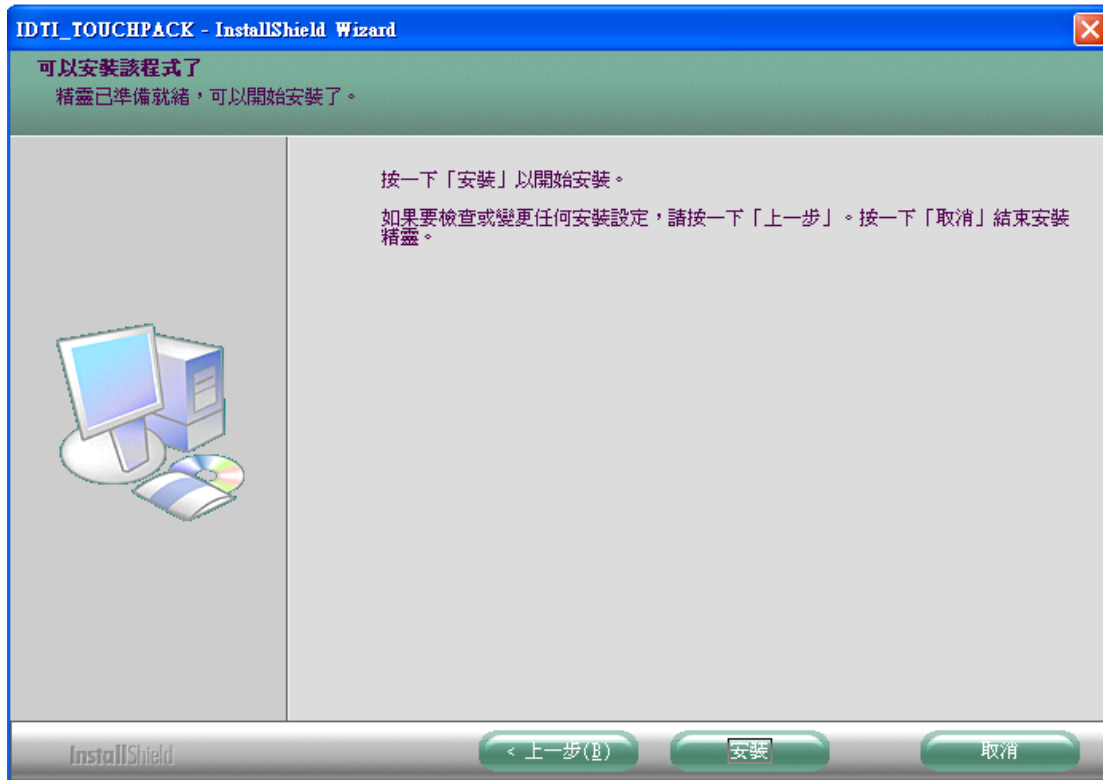 IDTI_TOUCHPACK - InstallShield Wizard
可以安裝該程式了
精靈已準備就緒，可以開始安裝了。
按一下「安裝」以開始安裝。
如果要檢查或變更任何安裝設定，請按一下「上一步」。按一下「取消」結束安裝
精靈。
InstallShield
< 上一步(B)
安裝
取消